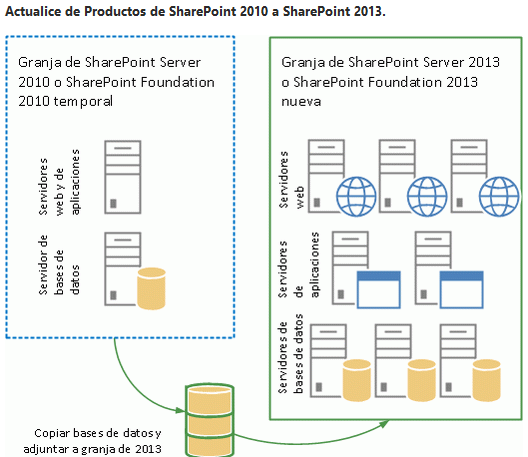 Actualice de Productos de SharePoint 2010 a SharePoint 2013.
Granja de SharePoint Server
2010 o SharePoint Foundation
2010 temporal
Servidores
web y de
aplicaciones
Servidor de
bases de
datos
Granja de SharePoint Server 2013
o SharePoint Foundation 2013
nueva
Servidores
web
Servidores
de
aplicaciones
Servidores de
bases de datos
Copiar bases de datos y
adjuntar a granja de 2013